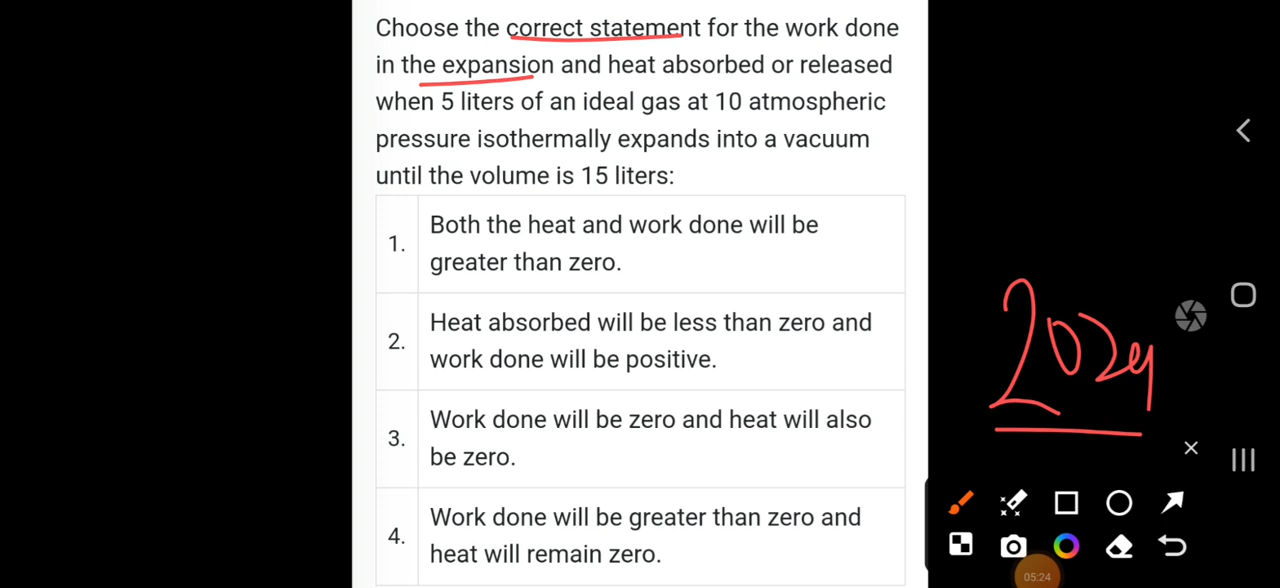 Choose the correct statement for the work done
in the expansion and heat absorbed or released
when 5 liters of an ideal gas at 10 atmospheric
pressure isothermally expands into a vacuum
until the volume is 15 liters:
1. Both the heat and work done will be
greater than zero.
2. Heat absorbed will be less than zero and
work done will be positive.
3. Work done will be zero and heat will also
be zero.
4. Work done will be greater than zero and
heat will remain zero.
2024
05:24